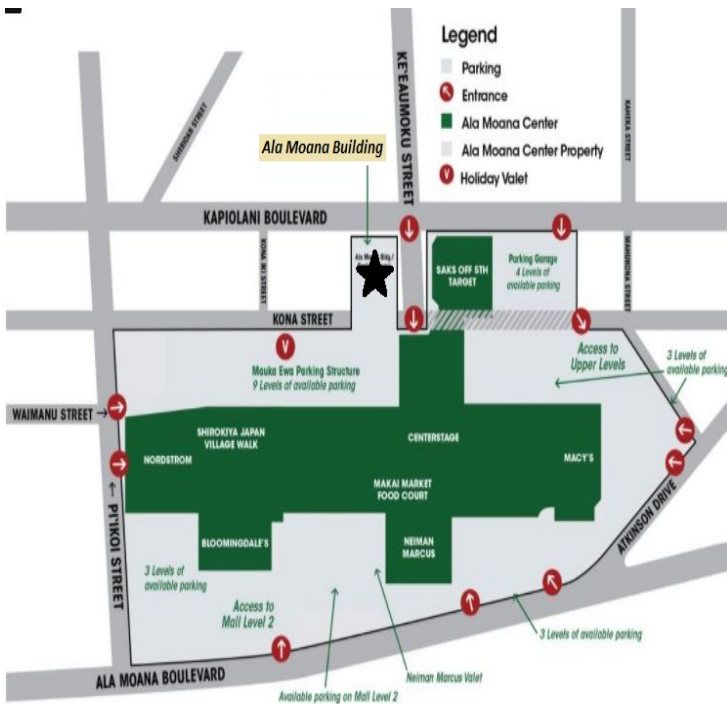 Legend
Parking
Entrance
Ala Moana Center
Ala Moana Center Property
V Holiday Valet
KE'EAUMOKU STREET
SHERIDAN STREET
KAHEKA STREET
Ala Moana Building
KAPIOLANI BOULEVARD
KONA IKI STREET
MAHUKONA STREET
SAKS OFF 5TH
TARGET
Parking Garage
4 Levels of
available parking
KONA STREET
V
Mauka Ewa Parking Structure
9 Levels of available parking
Access to
Upper Levels
3 Levels of
available parking
WAIMANU STREET →
SHIROKIYA JAPAN
VILLAGE WALK
CENTERSTAGE
NORDSTROM
MACY'S
MAKAI MARKET
FOOD COURT
← PI'IKOI STREET
BLOOMINGDALE'S
NEIMAN
MARCUS
ATKINSON DRIVE
3 Levels of
available parking
Access to
Mall Level 2
3 Levels of available parking
ALA MOANA BOULEVARD
Neiman Marcus Valet
Available parking on Mall Level 2